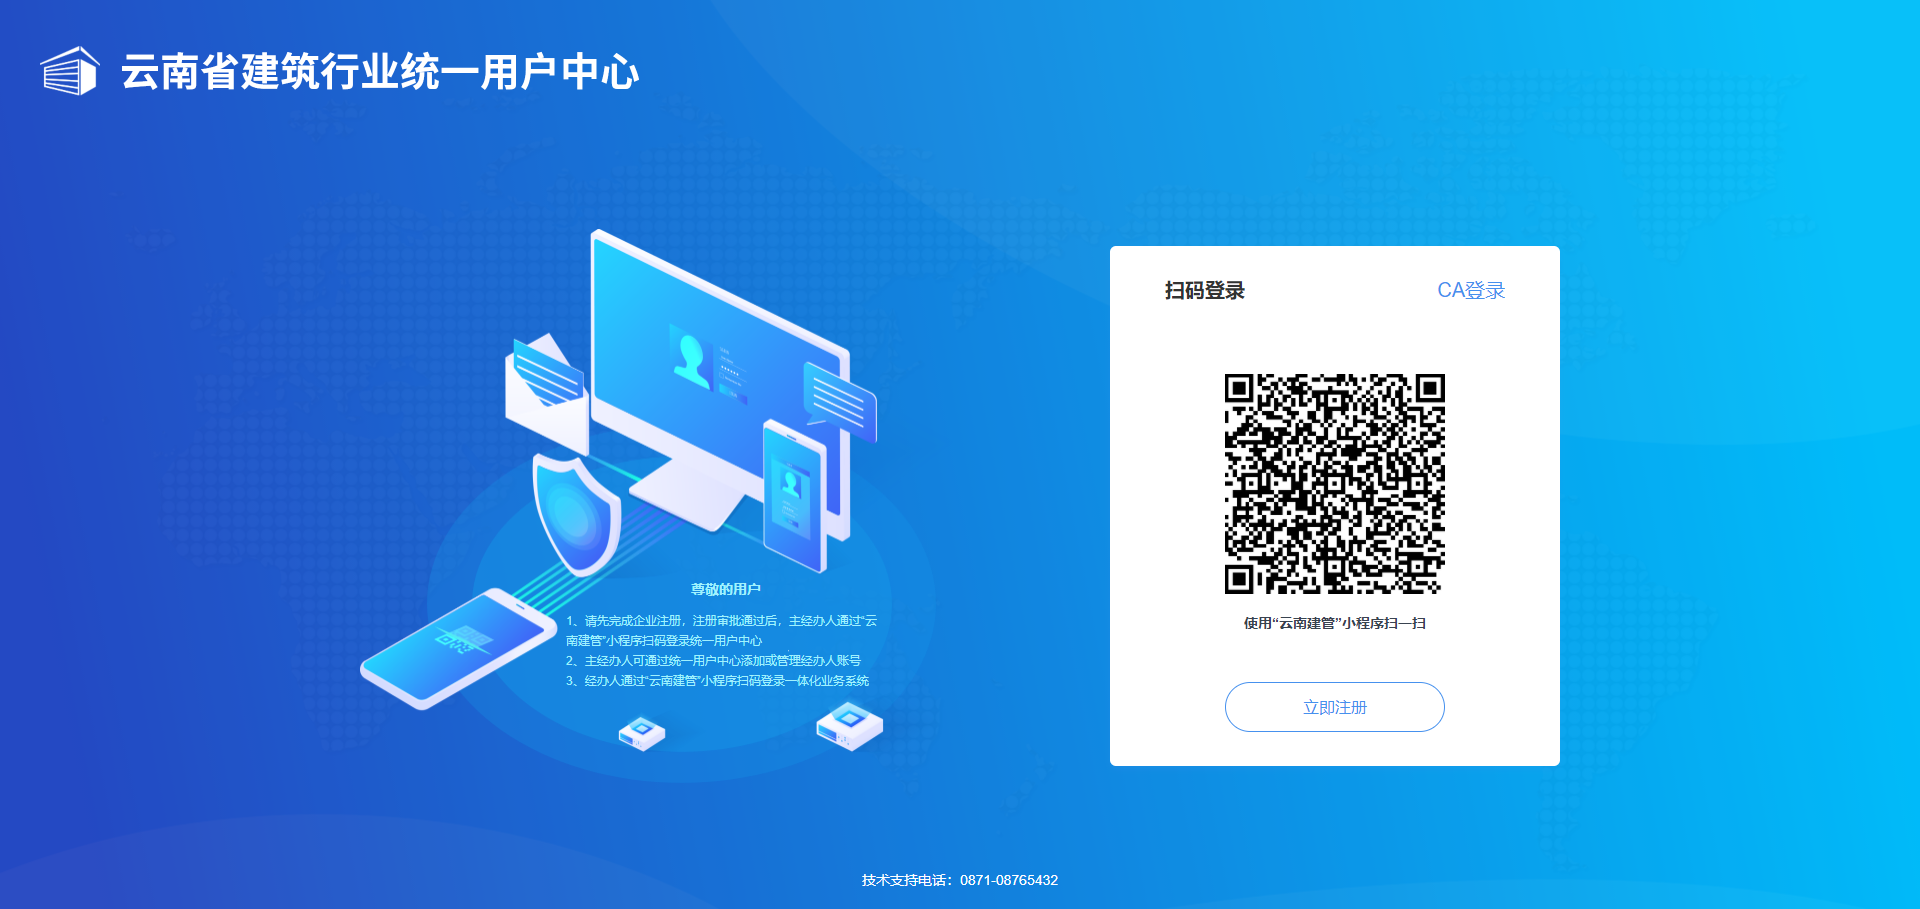 云南省建筑行业统一用户中心
扫码登录
CA登录
使用“云南建管”小程序扫一扫
立即注册
尊敬的用户
1、请先完成企业注册，注册审批通过后，主经办人通过“云
南建管”小程序扫码登录统一用户中心
2、主经办人可通过统一用户中心添加或管理经办人账号
3、经办人通过“云南建管”小程序扫码登录一体化业务系统
技术支持电话：0871-08765432